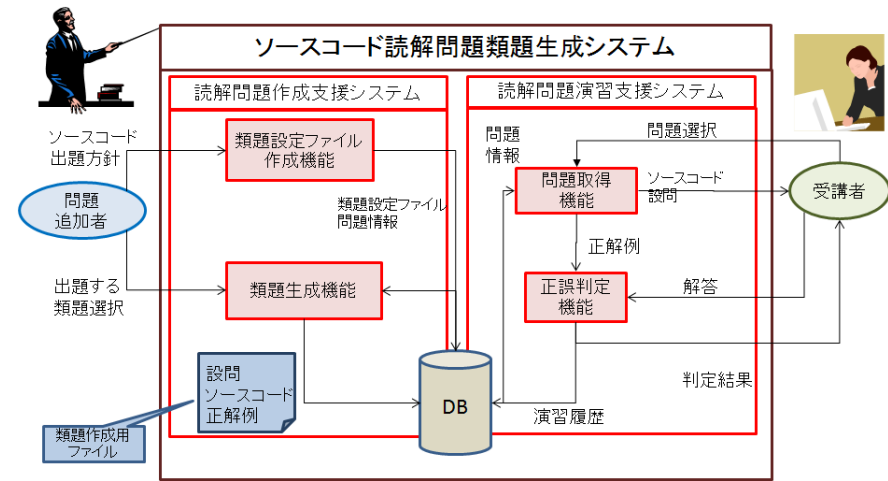 ソースコード読解問題類題生成システム
読解問題作成支援システム
読解問題演習支援システム
ソースコード
出題方針
類題設定ファイル
作成機能
問題
追加者
類題設定ファイル
問題情報
出題する
類題選択
類題生成機能
設問
ソースコード
正解例
類題作成用
ファイル
DB
問題
情報
問題選択
問題取得
機能
ソースコード
設問
受講者
正解例
正誤判定
機能
解答
判定結果
演習履歴